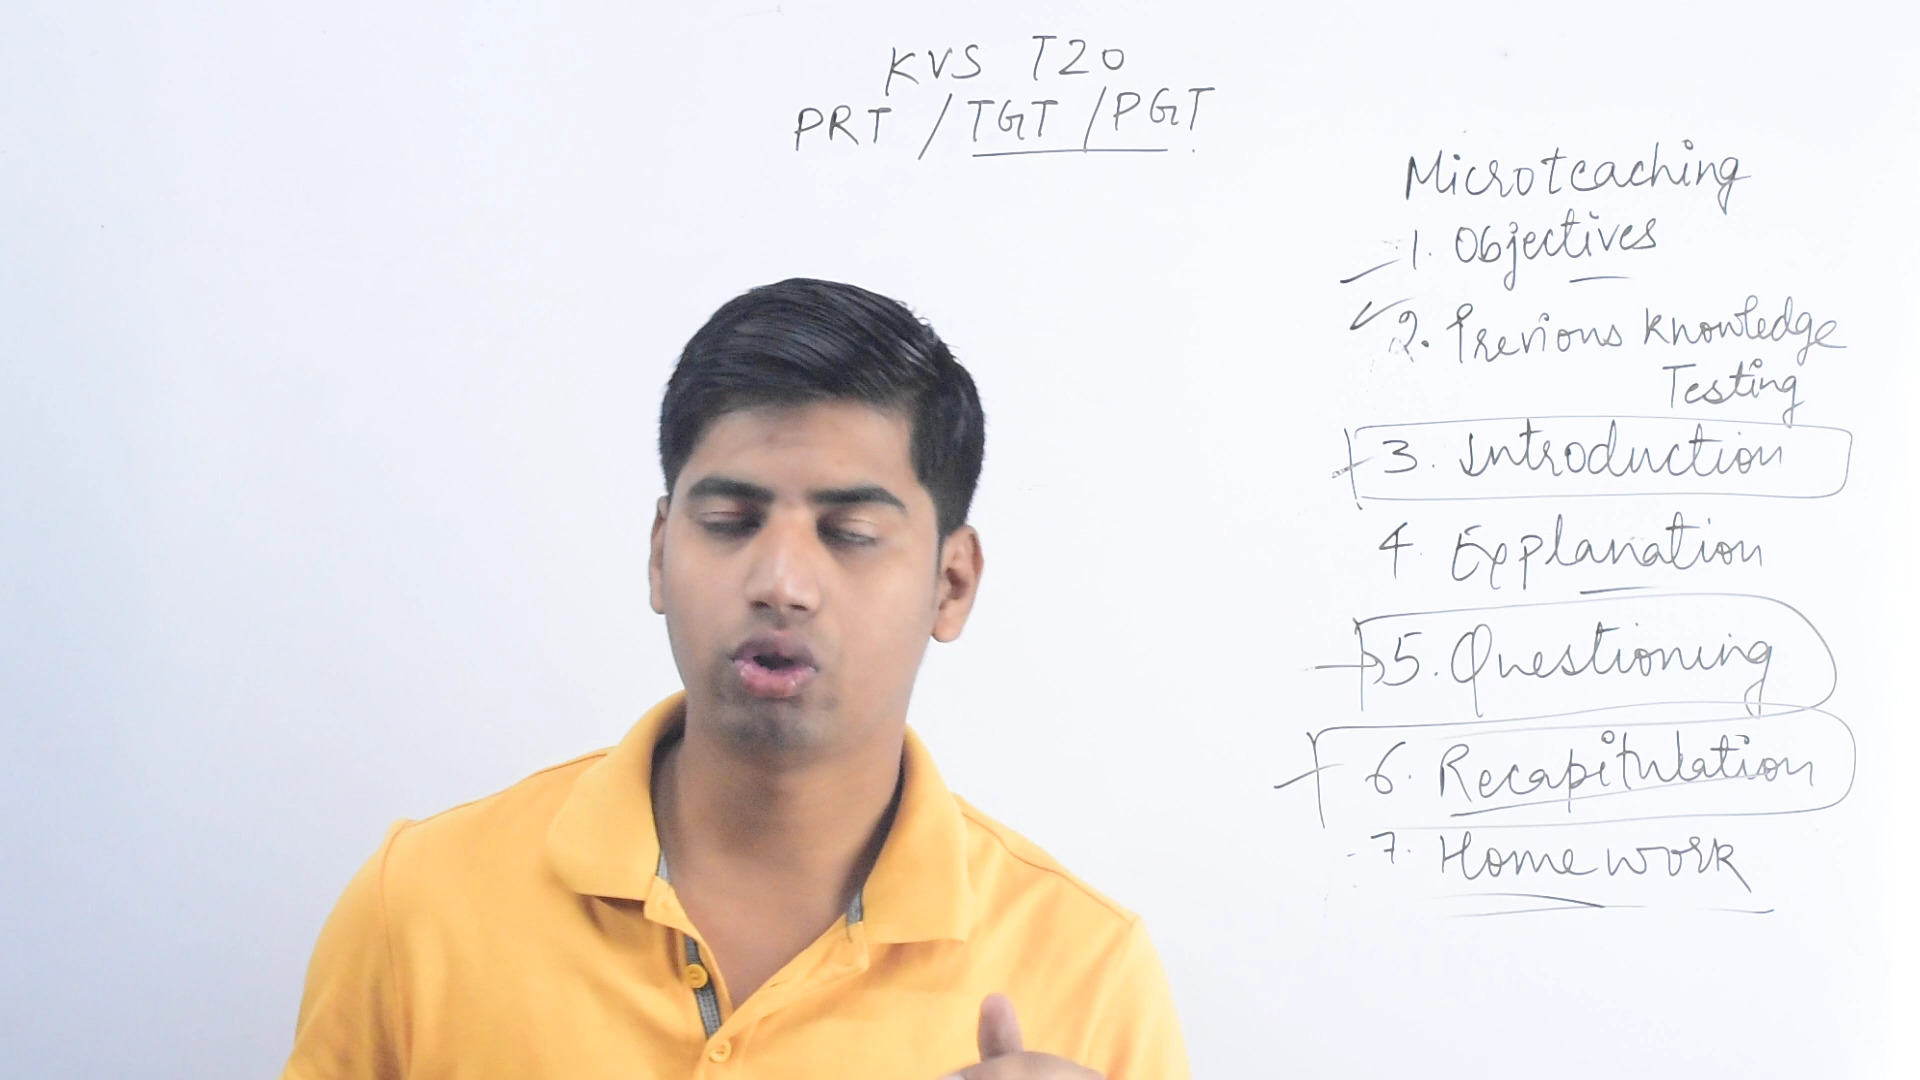 KVS T20
PRT / TGT / PGT
Microteaching
1. Objectives
2. Previous Knowledge
Testing
3. Introduction
4. Explanation
5. Questioning
6. Recapitulation
7. Homework